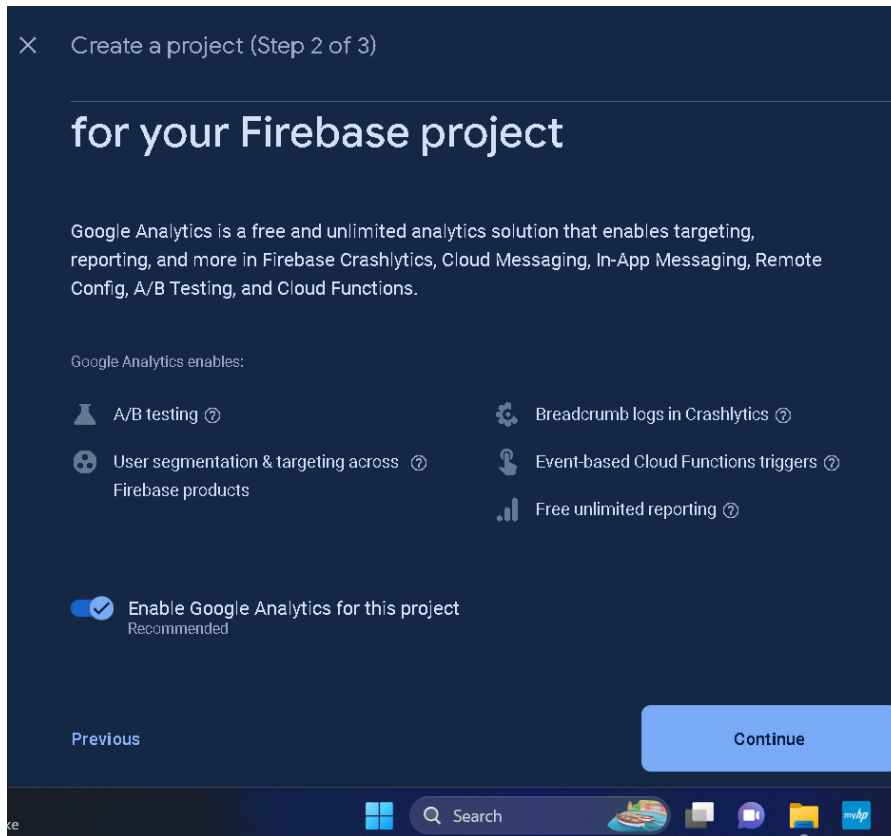 Create a project (Step 2 of 3)
for your Firebase project
Google Analytics is a free and unlimited analytics solution that enables targeting,
reporting, and more in Firebase Crashlytics, Cloud Messaging, In-App Messaging, Remote
Config, A/B Testing, and Cloud Functions.
Google Analytics enables:
A/B testing
Breadcrumb logs in Crashlytics
User segmentation & targeting across
Firebase products
Event-based Cloud Functions triggers
Free unlimited reporting
Enable Google Analytics for this project
Recommended
Previous
Continue
ke
Search
myhp